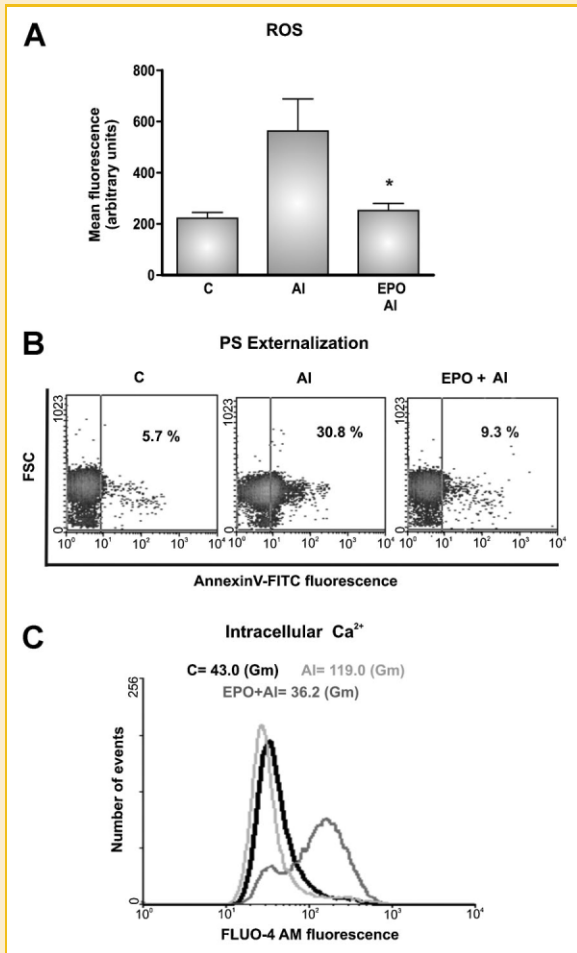 A
ROS
Mean fluorescence
(arbitrary units)
800
600
400
200
0
C
AI
EPO
AI
*
B
PS Externalization
C
AI
EPO + AI
FSC
1023
0
5.7 %
10⁰ 10¹ 10² 10³ 10⁴
1023
0
30.8 %
10⁰ 10¹ 10² 10³ 10⁴
1023
0
9.3 %
10⁰ 10¹ 10² 10³ 10⁴
AnnexinV-FITC fluorescence
C
Intracellular Ca²⁺
C= 43.0 (Gm) AI= 119.0 (Gm)
EPO+AI= 36.2 (Gm)
Number of events
256
0
10⁰ 10¹ 10² 10³ 10⁴
FLUO-4 AM fluorescence